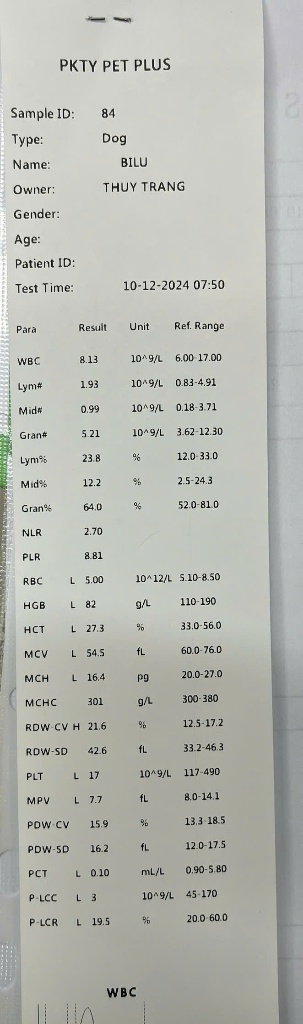 PKTY PET PLUS
Sample ID: 84
Type: Dog
Name: BILU
Owner: THUY TRANG
Gender:
Age:
Patient ID:
Test Time: 10-12-2024 07:50
Para Result Unit Ref. Range
WBC 8.13 10^9/L 6.00-17.00
Lym# 1.93 10^9/L 0.83-4.91
Mid# 0.99 10^9/L 0.18-3.71
Gran# 5.21 10^9/L 3.62-12.30
Lym% 23.8 % 12.0-33.0
Mid% 12.2 % 2.5-24.3
Gran% 64.0 % 52.0-81.0
NLR 2.70
PLR 8.81
RBC L 5.00 10^12/L 5.10-8.50
HGB L 82 g/L 110-190
HCT L 27.3 % 33.0-56.0
MCV L 54.5 fL 60.0-76.0
MCH L 16.4 pg 20.0-27.0
MCHC 301 g/L 300-380
RDW-CV H 21.6 % 12.5-17.2
RDW-SD 42.6 fL 33.2-46.3
PLT L 17 10^9/L 117-490
MPV L 7.7 fL 8.0-14.1
PDW-CV 15.9 % 13.3-18.5
PDW-SD 16.2 fL 12.0-17.5
PCT L 0.10 mL/L 0.90-5.80
P-LCC L 3 10^9/L 45-170
P-LCR L 19.5 % 20.0-60.0
WBC